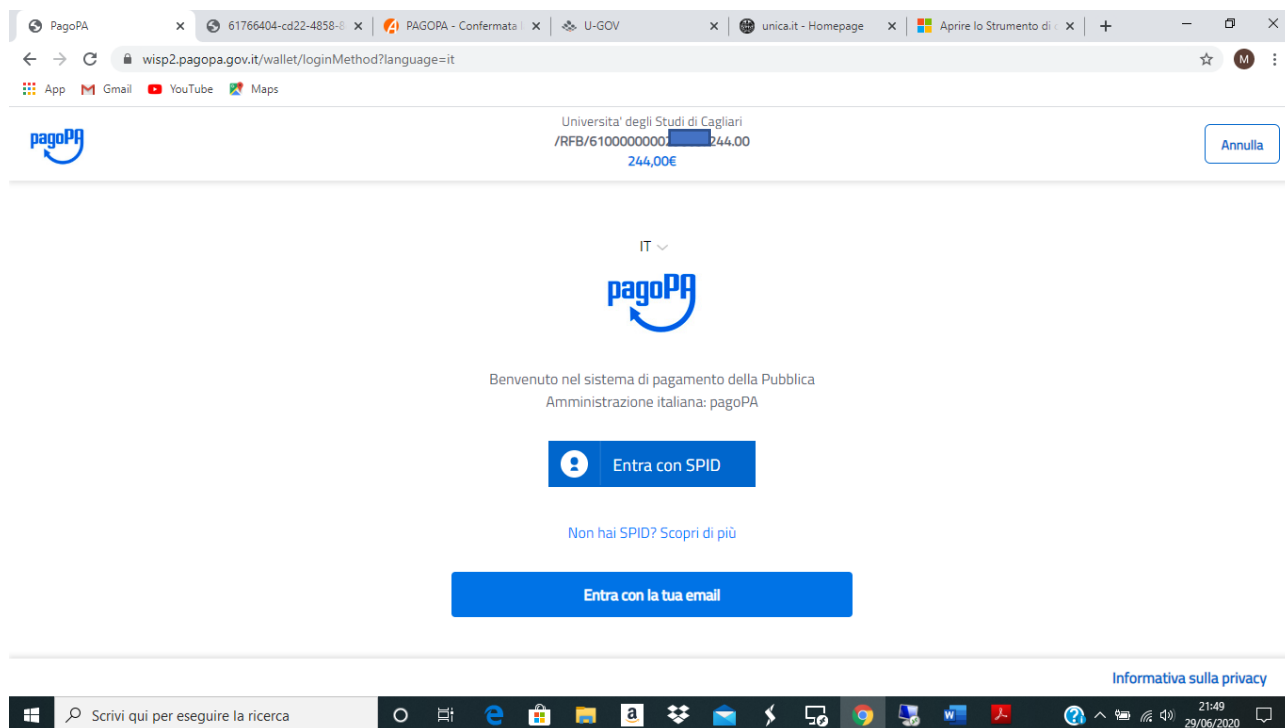 PagoPA
61766404-cd22-4858-8
PAGOPA - Confermata l
U-GOV
unica.it - Homepage
Aprire lo Strumento di c
wisp2.pagopa.gov.it/wallet/loginMethod?language=it
M
App
Gmail
YouTube
Maps
pagoPA
Universita' degli Studi di Cagliari
/RFB/6100000000 244.00
244,00€
Annulla
IT
pagoPA
Benvenuto nel sistema di pagamento della Pubblica
Amministrazione italiana: pagoPA
Entra con SPID
Non hai SPID? Scopri di più
Entra con la tua email
Informativa sulla privacy
Scrivi qui per eseguire la ricerca
21:49
29/06/2020